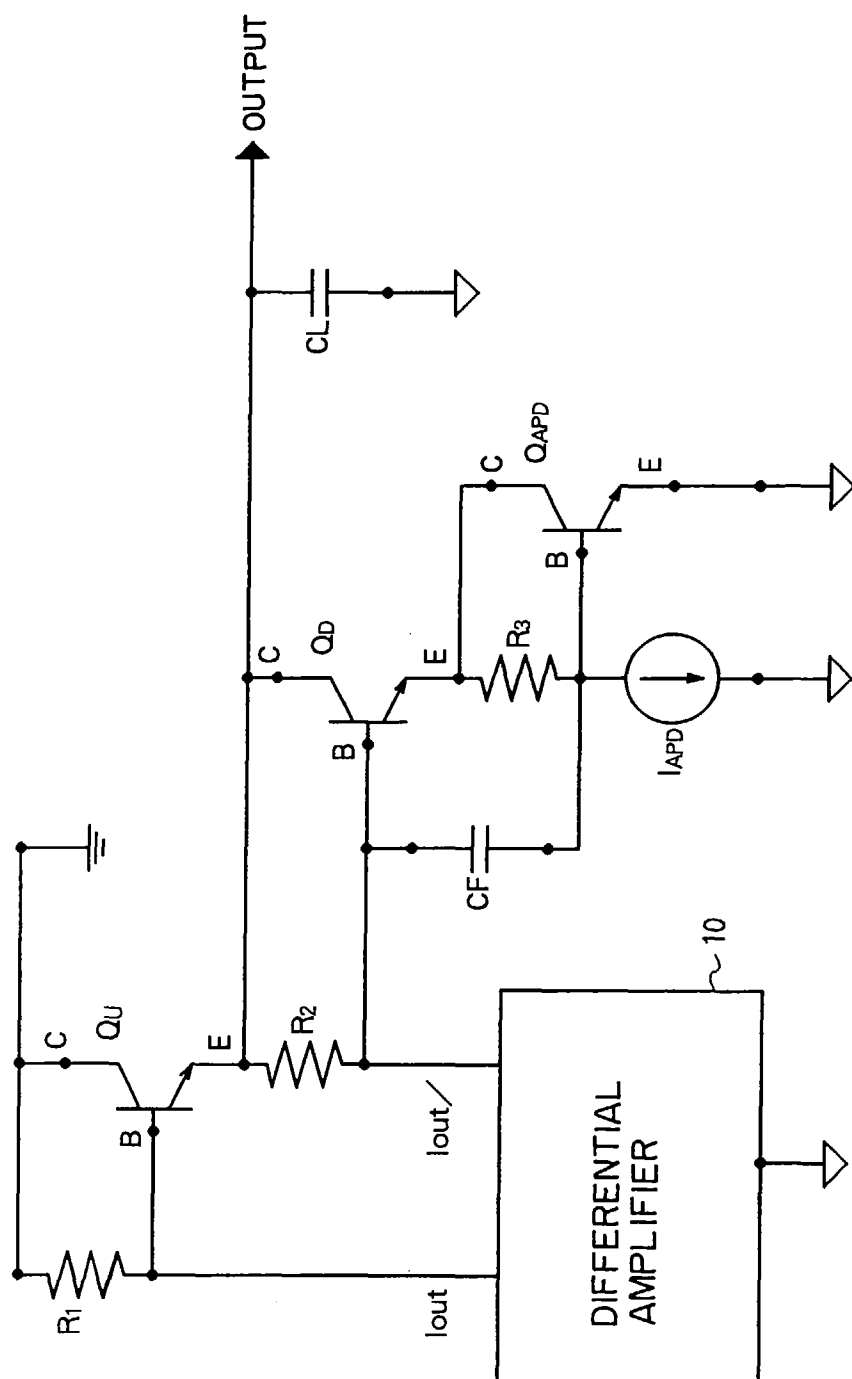 OUTPUT
CL
C
QAPD
B
E
C
QD
B
E
R3
IAPD
CF
C
QU
B
E
R2
R1
Iout
Iout/
10
DIFFERENTIAL
AMPLIFIER